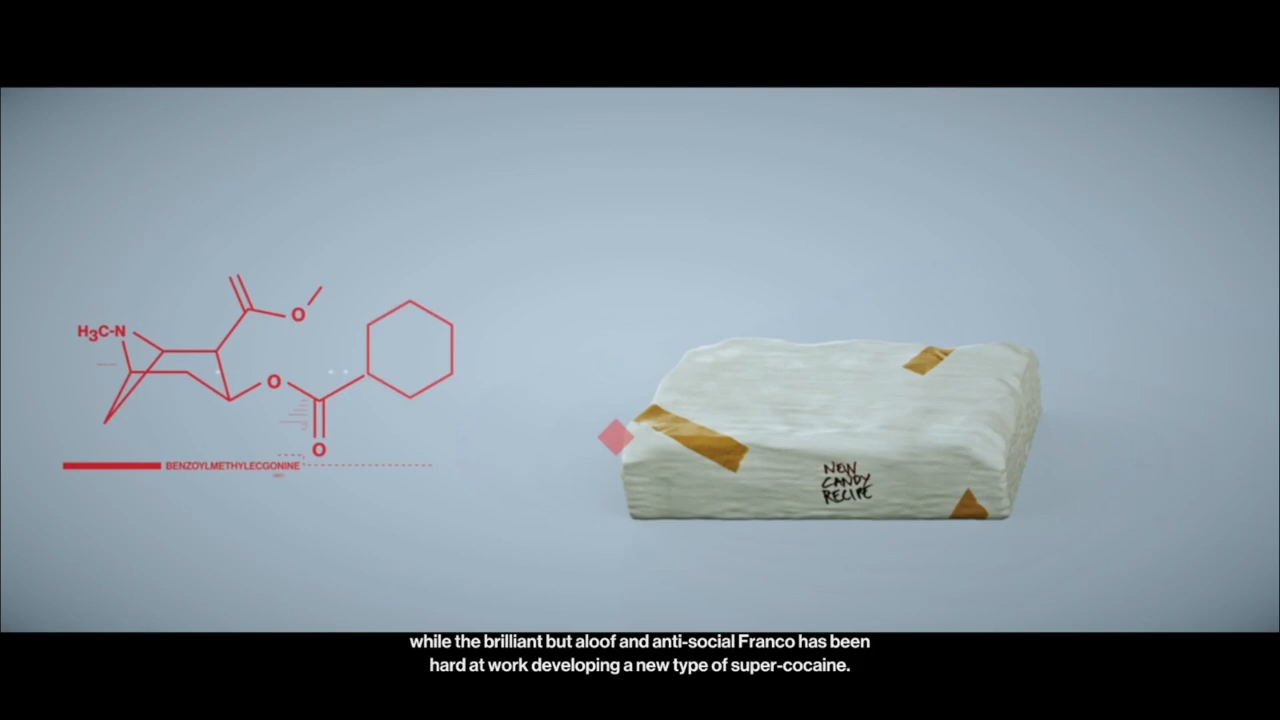 H3C-N
O
O
O
BENZOYLMETHYLECGONINE
NEW
CANDY
RECIPE
while the brilliant but aloof and anti-social Franco has been
hard at work developing a new type of super-cocaine.